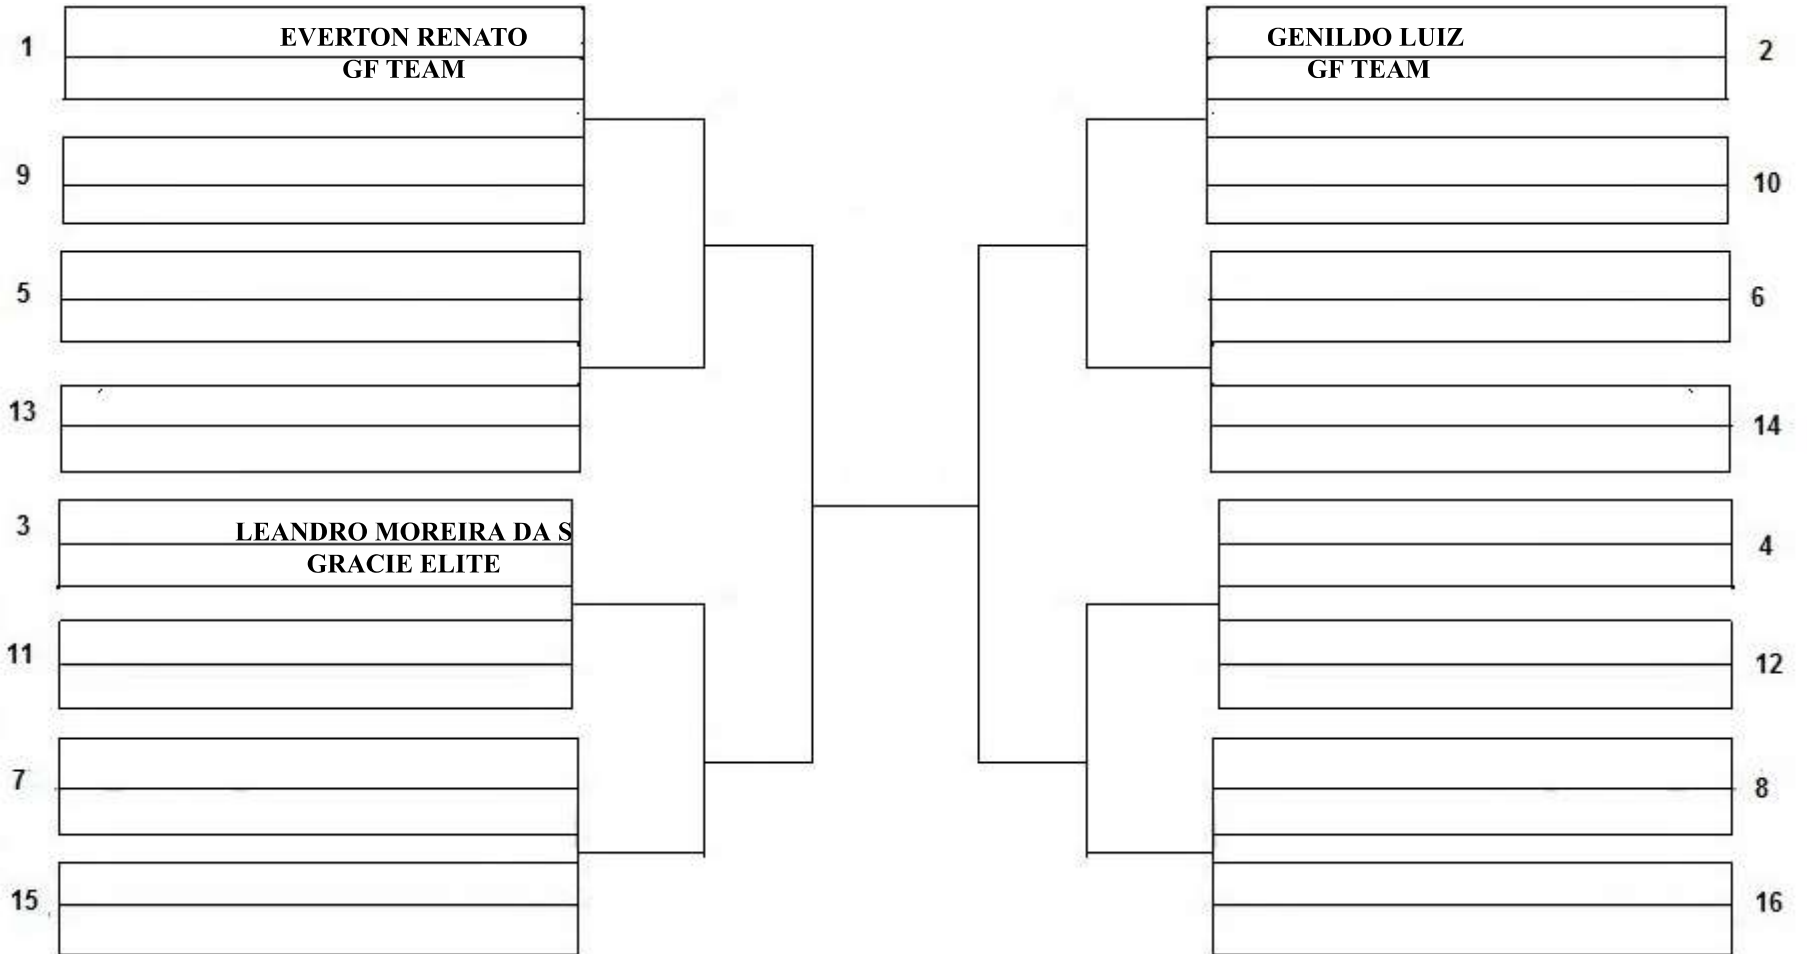 1
EVERTON RENATO
GF TEAM
GENILDO LUIZ
GF TEAM
2
9
10
5
6
13
14
3
LEANDRO MOREIRA DA S
GRACIE ELITE
4
11
12
7
8
15
16